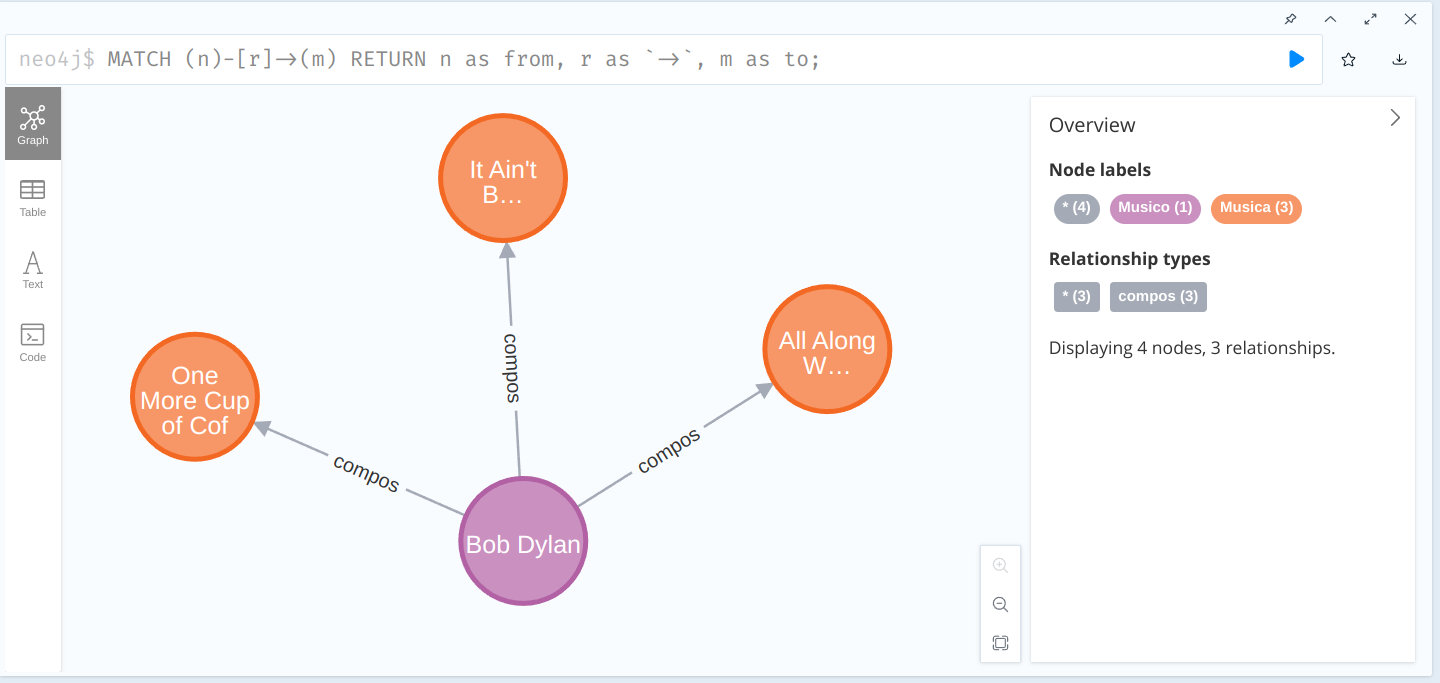 neo4j$ MATCH (n)-[r]→(m) RETURN n as from, r as `→`, m as to;
Graph
Table
Text
Code
It Ain't
B…
All Along
W…
One
More Cup
of Cof
Bob Dylan
compos
compos
compos
Overview
Node labels
* (4) Musico (1) Musica (3)
Relationship types
* (3) compos (3)
Displaying 4 nodes, 3 relationships.